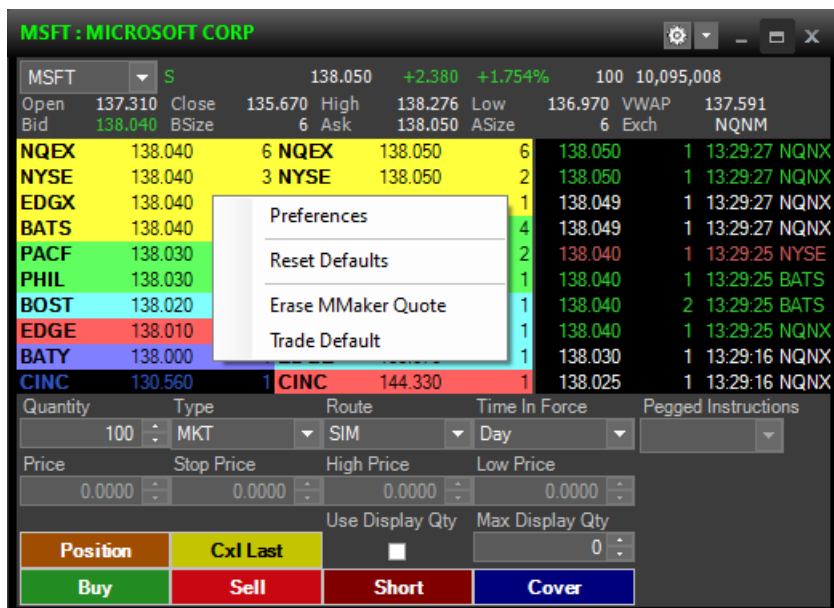 MSFT : MICROSOFT CORP
MSFT S 138.050 +2.380 +1.754% 100 10,095,008
Open 137.310 Close 135.670 High 138.276 Low 136.970 VWAP 137.591
Bid 138.040 BSize 6 Ask 138.050 ASize 6 Exch NQNM
NQEX 138.040 6 NQEX 138.050 6 138.050 1 13:29:27 NQNX
NYSE 138.040 3 NYSE 138.050 2 138.050 1 13:29:27 NQNX
EDGX 138.040 1 138.049 1 13:29:27 NQNX
BATS 138.040 4 138.049 1 13:29:27 NQNX
PACF 138.030 2 138.040 1 13:29:25 NYSE
PHIL 138.030 1 138.040 1 13:29:25 BATS
BOST 138.020 1 138.040 2 13:29:25 BATS
EDGE 138.010 1 138.040 1 13:29:25 NQNX
BATY 138.000 1 138.030 1 13:29:16 NQNX
CINC 130.560 1 CINC 144.330 1 138.025 1 13:29:16 NQNX
Preferences
Reset Defaults
Erase MMaker Quote
Trade Default
Quantity Type Route Time In Force Pegged Instructions
100 MKT SIM Day
Price Stop Price High Price Low Price
0.0000 0.0000 0.0000 0.0000
Use Display Qty Max Display Qty
Position Cxl Last 0
Buy Sell Short Cover